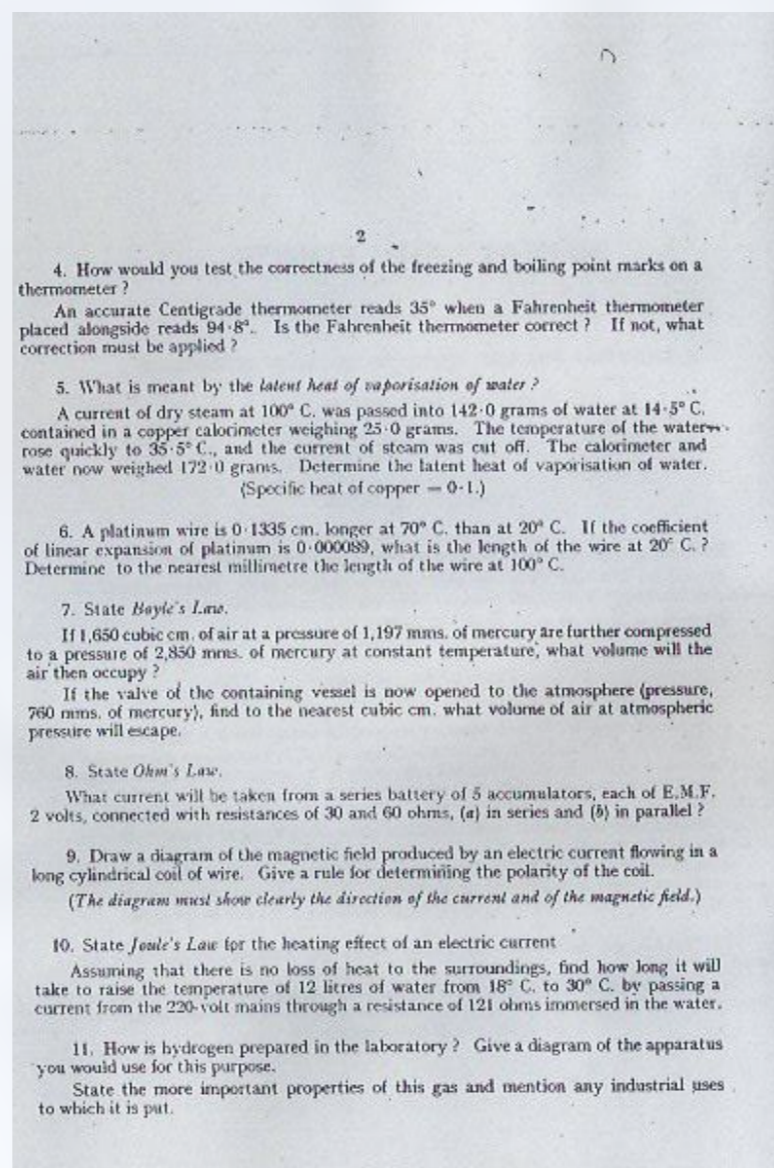 2
4. How would you test the correctness of the freezing and boiling point marks on a
thermometer ?
An accurate Centigrade thermometer reads 35° when a Fahrenheit thermometer
placed alongside reads 94·8°. Is the Fahrenheit thermometer correct ? If not, what
correction must be applied ?
5. What is meant by the latent heat of vaporisation of water ?
A current of dry steam at 100° C. was passed into 142·0 grams of water at 14·5° C.
contained in a copper calorimeter weighing 25·0 grams. The temperature of the water
rose quickly to 35·5° C., and the current of steam was cut off. The calorimeter and
water now weighed 172·0 grams. Determine the latent heat of vaporisation of water.
(Specific heat of copper = 0·1.)
6. A platinum wire is 0·1335 cm. longer at 70° C. than at 20° C. If the coefficient
of linear expansion of platinum is 0·000089, what is the length of the wire at 20° C. ?
Determine to the nearest millimetre the length of the wire at 100° C.
7. State Boyle's Law.
If 1,650 cubic cm. of air at a pressure of 1,197 mms. of mercury are further compressed
to a pressure of 2,850 mms. of mercury at constant temperature, what volume will the
air then occupy ?
If the valve of the containing vessel is now opened to the atmosphere (pressure,
760 mms. of mercury), find to the nearest cubic cm. what volume of air at atmospheric
pressure will escape.
8. State Ohm's Law.
What current will be taken from a series battery of 5 accumulators, each of E.M.F.
2 volts, connected with resistances of 30 and 60 ohms, (a) in series and (b) in parallel ?
9. Draw a diagram of the magnetic field produced by an electric current flowing in a
long cylindrical coil of wire. Give a rule for determining the polarity of the coil.
(The diagram must show clearly the direction of the current and of the magnetic field.)
10. State Joule's Law for the heating effect of an electric current
Assuming that there is no loss of heat to the surroundings, find how long it will
take to raise the temperature of 12 litres of water from 18° C. to 30° C. by passing a
current from the 220-volt mains through a resistance of 121 ohms immersed in the water.
11. How is hydrogen prepared in the laboratory ? Give a diagram of the apparatus
you would use for this purpose.
State the more important properties of this gas and mention any industrial uses
to which it is put.